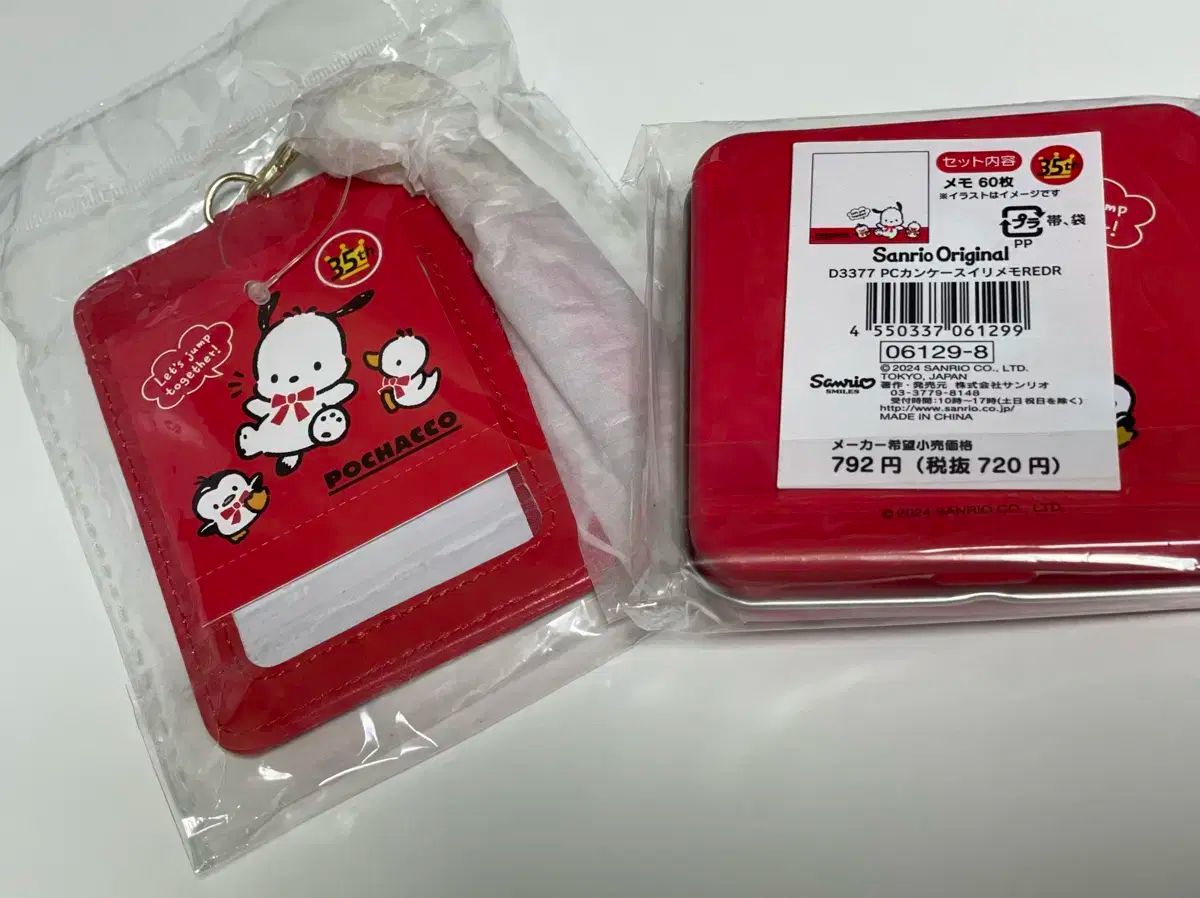 35th
Let's jump
together!
POCHACCO
セット内容
35th
メモ 60枚
※イラストはイメージです
プラ 帯、袋
PP
Sanrio Original
D3377 PCカンケースイリメモREDR
4 550337 061299
06129-8
©2024 SANRIO CO., LTD.
TOKYO, JAPAN
Sanrio
SMILES
著作・発売元 株式会社サンリオ
03-3779-8148
受付時間:10時〜17時(土日祝日を除く)
http://www.sanrio.co.jp/
MADE IN CHINA
メーカー希望小売価格
792円(税抜720円)
©2024 SANRIO CO., LTD.